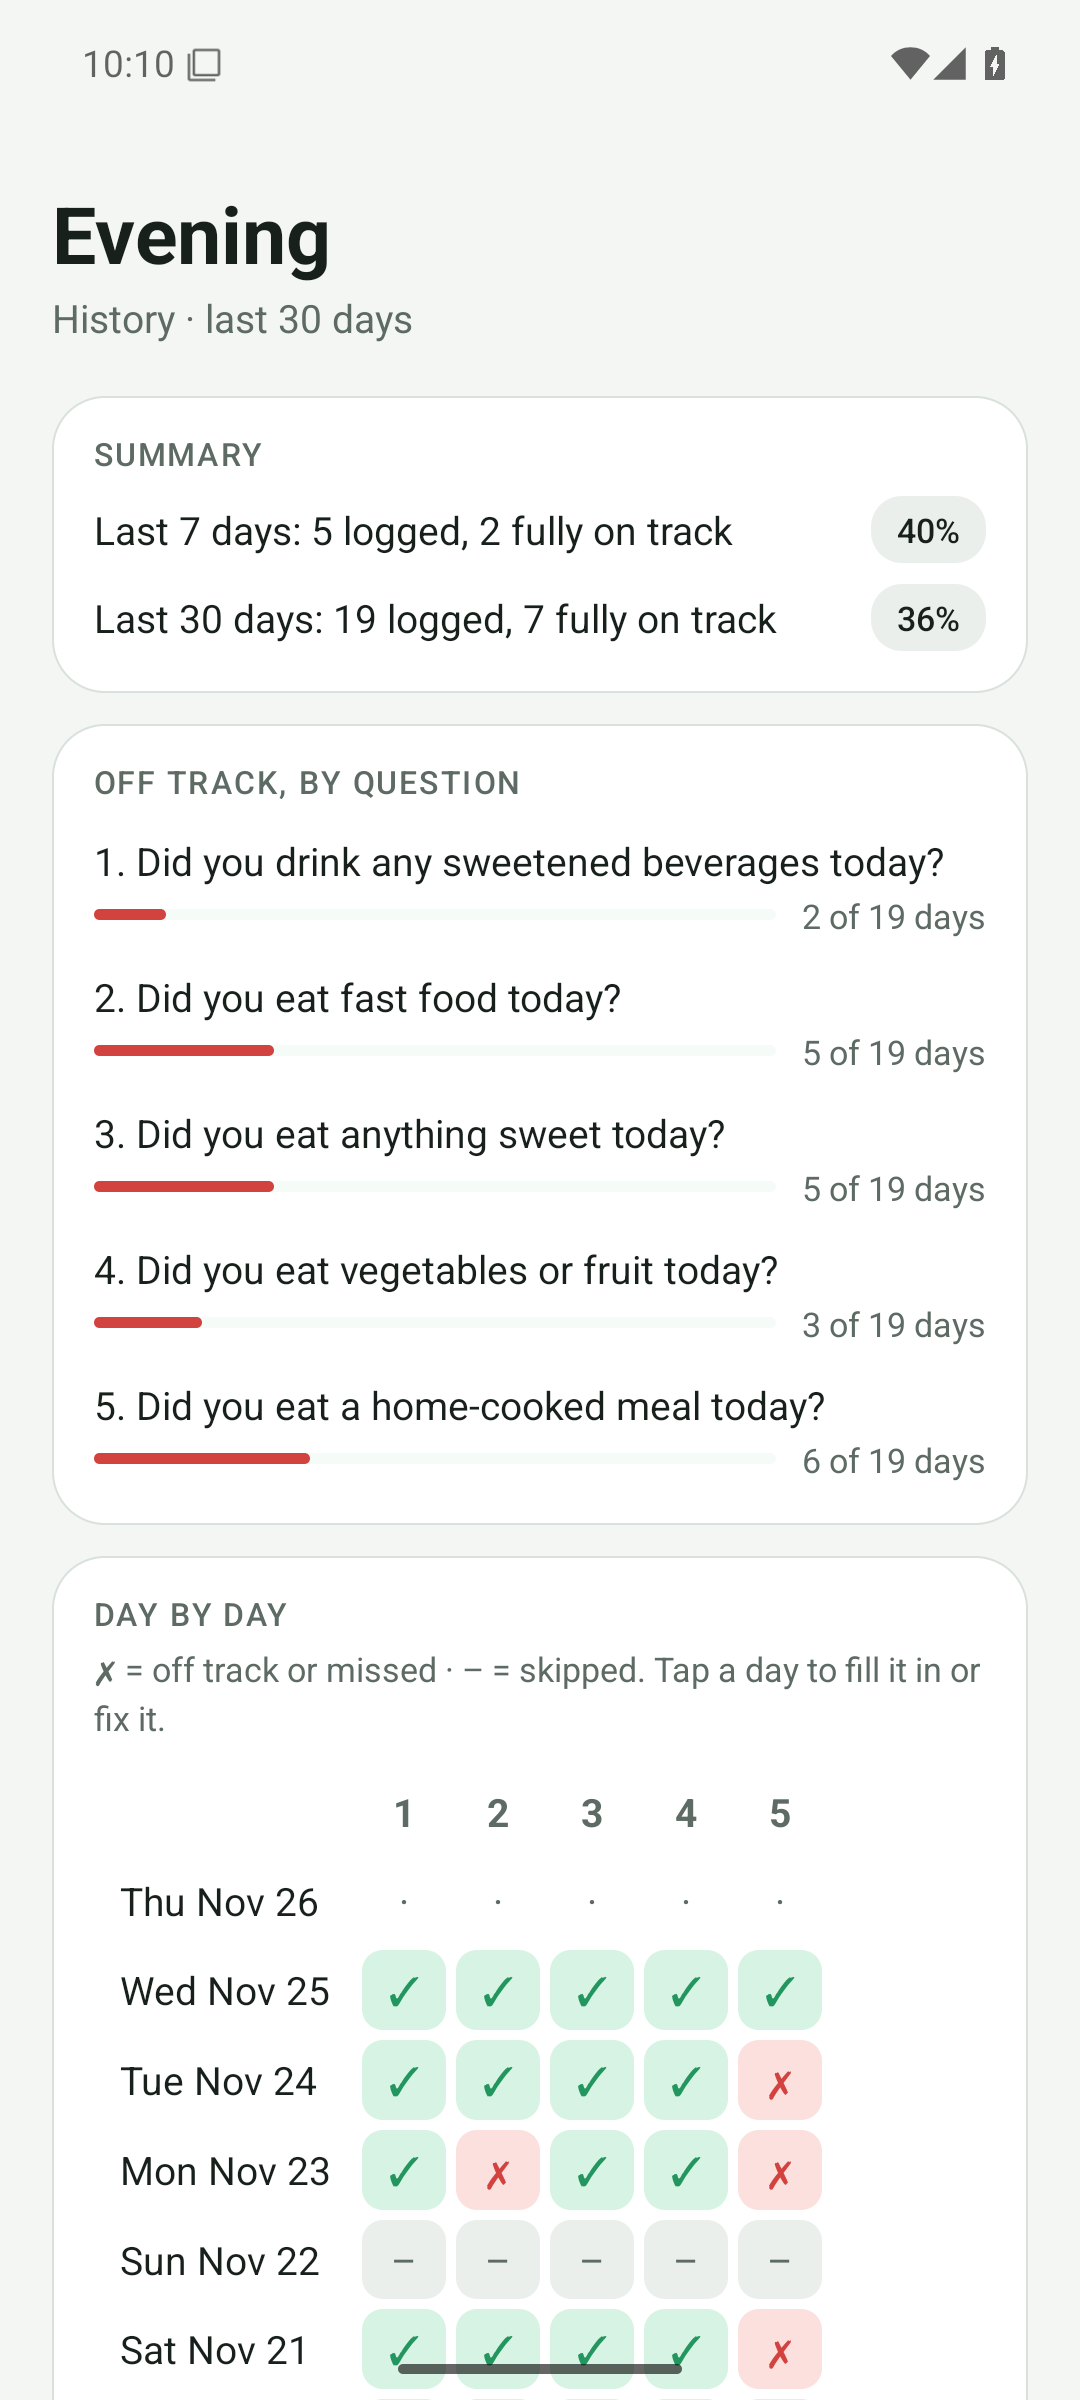 10:10
Evening
History · last 30 days
SUMMARY
Last 7 days: 5 logged, 2 fully on track 40%
Last 30 days: 19 logged, 7 fully on track 36%
OFF TRACK, BY QUESTION
1. Did you drink any sweetened beverages today?
2 of 19 days
2. Did you eat fast food today?
5 of 19 days
3. Did you eat anything sweet today?
5 of 19 days
4. Did you eat vegetables or fruit today?
3 of 19 days
5. Did you eat a home-cooked meal today?
6 of 19 days
DAY BY DAY
✗ = off track or missed · – = skipped. Tap a day to fill it in or
fix it.
1 2 3 4 5
Thu Nov 26 · · · · ·
Wed Nov 25 ✓ ✓ ✓ ✓ ✓
Tue Nov 24 ✓ ✓ ✓ ✓ ✗
Mon Nov 23 ✓ ✗ ✓ ✓ ✗
Sun Nov 22 – – – – –
Sat Nov 21 ✓ ✓ ✓ ✓ ✗